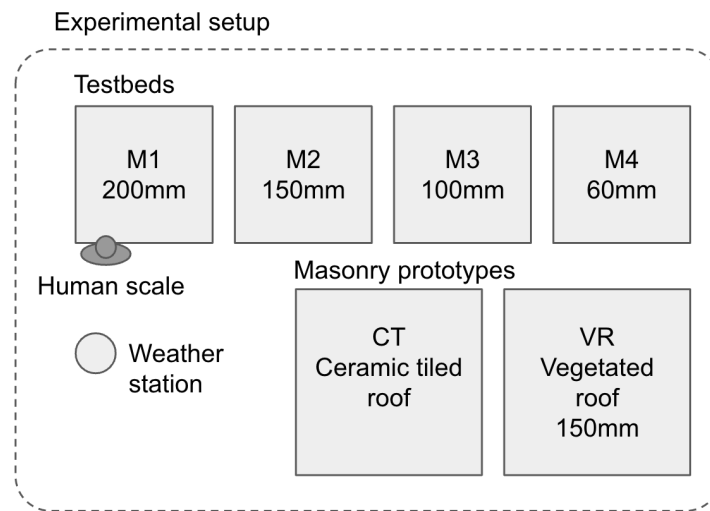 Experimental setup
Testbeds
M1
200mm
M2
150mm
M3
100mm
M4
60mm
Human scale
Masonry prototypes
Weather
station
CT
Ceramic tiled
roof
VR
Vegetated
roof
150mm